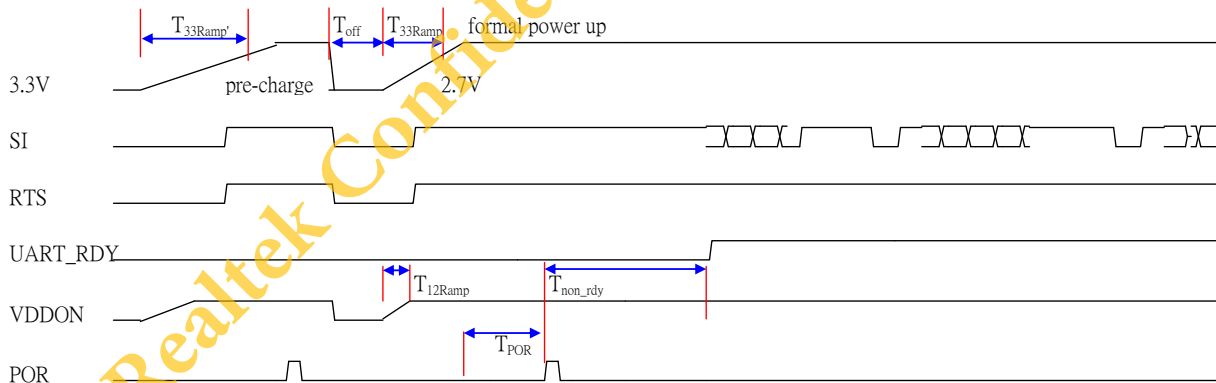 T33Ramp' Toff T33Ramp formal power up
3.3V pre-charge 2.7V
SI
RTS
UART_RDY
T12Ramp Tnon_rdy
VDDON
TPOR
POR
Realtek Confide